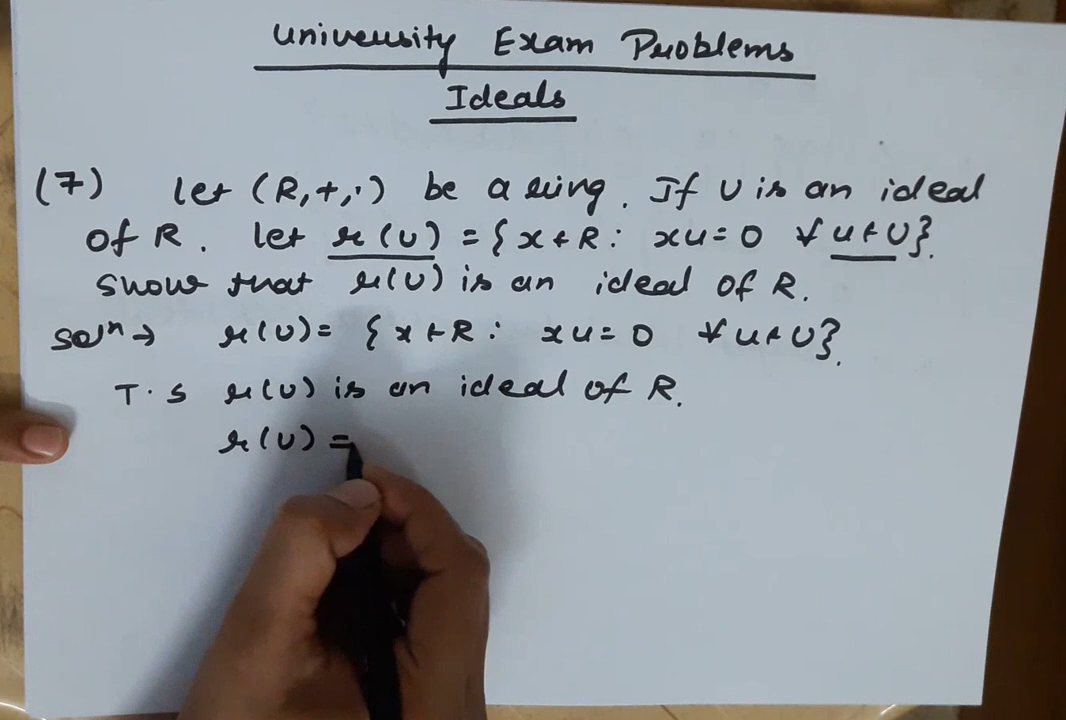 University Exam Problems
Ideals
(7) Let (R,+,·) be a ring. If U is an ideal
of R. Let r(U) = {x∈R: xu=0 ∀ u∈U}.
Show that r(U) is an ideal of R.
Solⁿ→ r(U) = {x∈R: xu=0 ∀ u∈U}.
T.S r(U) is an ideal of R.
r(U) =